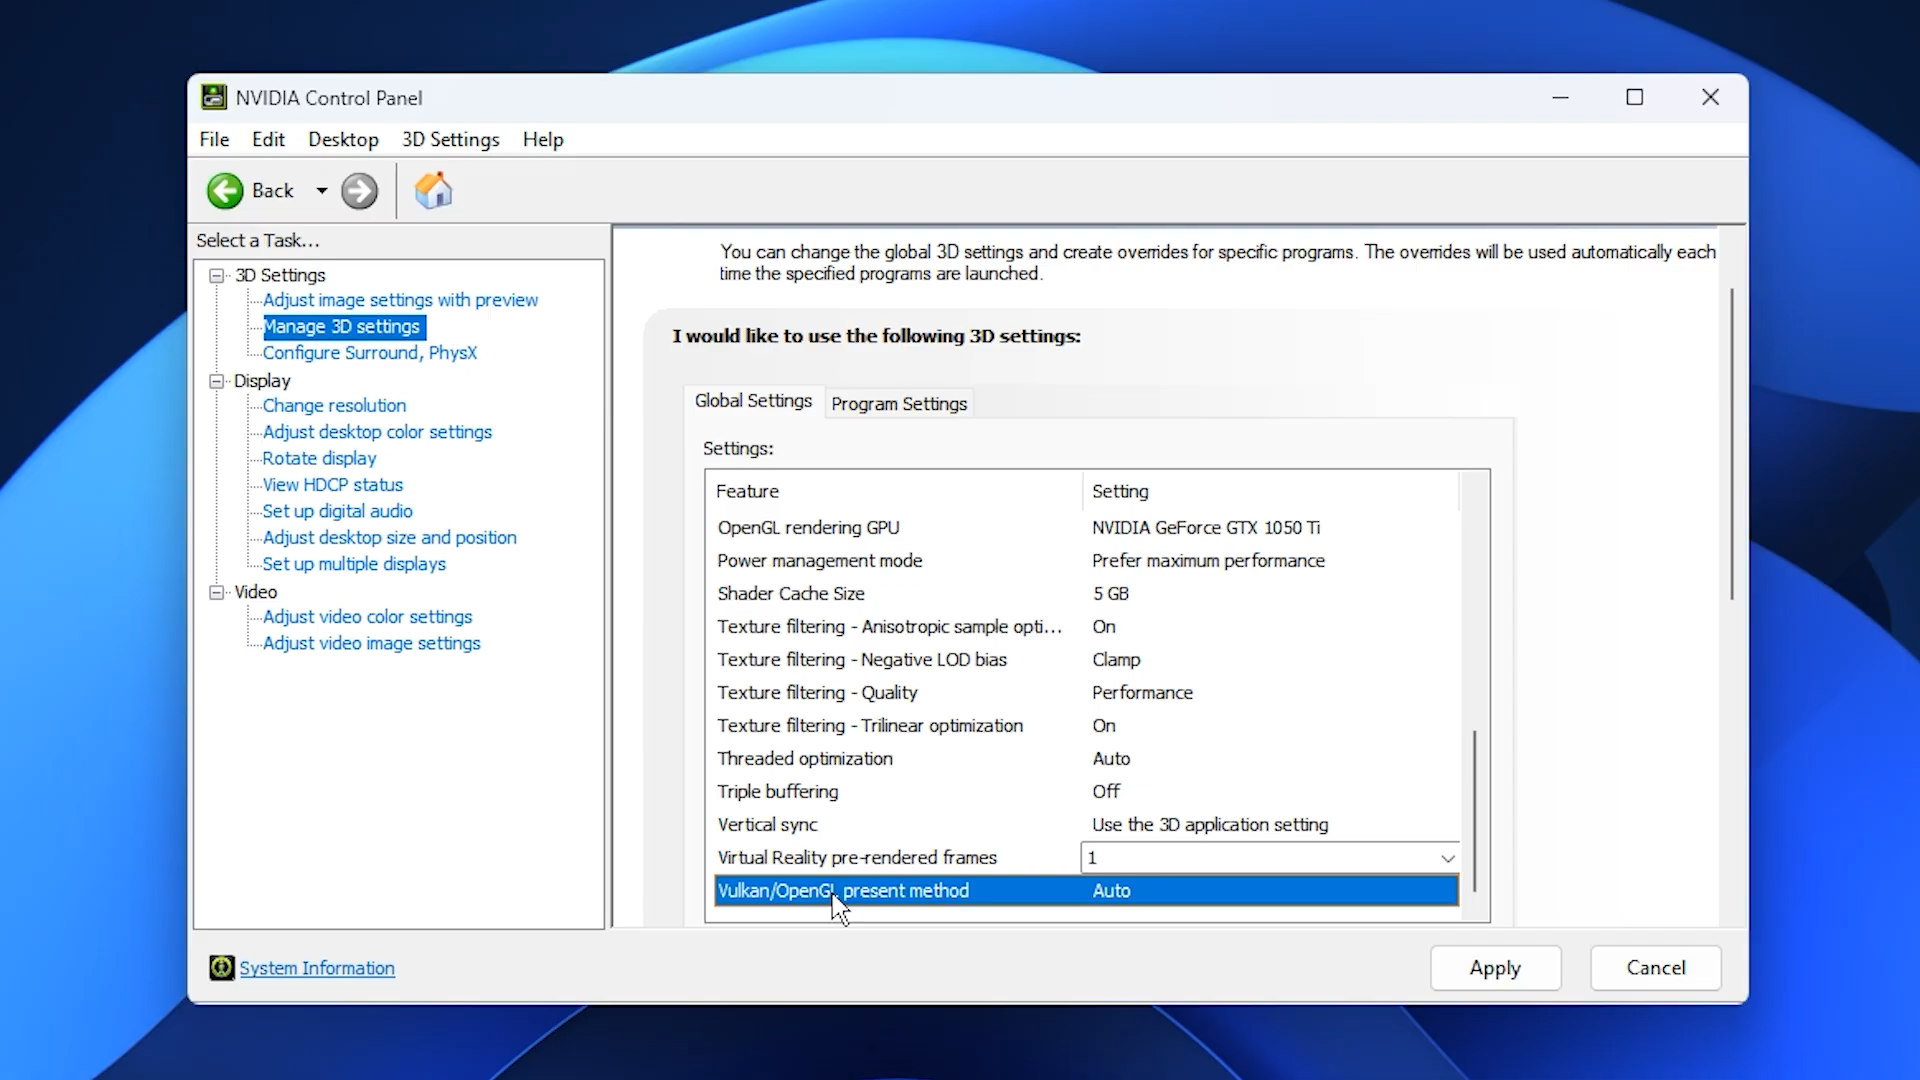 NVIDIA Control Panel
File Edit Desktop 3D Settings Help
Back
Select a Task...
3D Settings
Adjust image settings with preview
Manage 3D settings
Configure Surround, PhysX
Display
Change resolution
Adjust desktop color settings
Rotate display
View HDCP status
Set up digital audio
Adjust desktop size and position
Set up multiple displays
Video
Adjust video color settings
Adjust video image settings
You can change the global 3D settings and create overrides for specific programs. The overrides will be used automatically each
time the specified programs are launched.
I would like to use the following 3D settings:
Global Settings Program Settings
Settings:
Feature Setting
OpenGL rendering GPU NVIDIA GeForce GTX 1050 Ti
Power management mode Prefer maximum performance
Shader Cache Size 5 GB
Texture filtering - Anisotropic sample opti... On
Texture filtering - Negative LOD bias Clamp
Texture filtering - Quality Performance
Texture filtering - Trilinear optimization On
Threaded optimization Auto
Triple buffering Off
Vertical sync Use the 3D application setting
Virtual Reality pre-rendered frames 1
Vulkan/OpenGL present method Auto
System Information
Apply Cancel